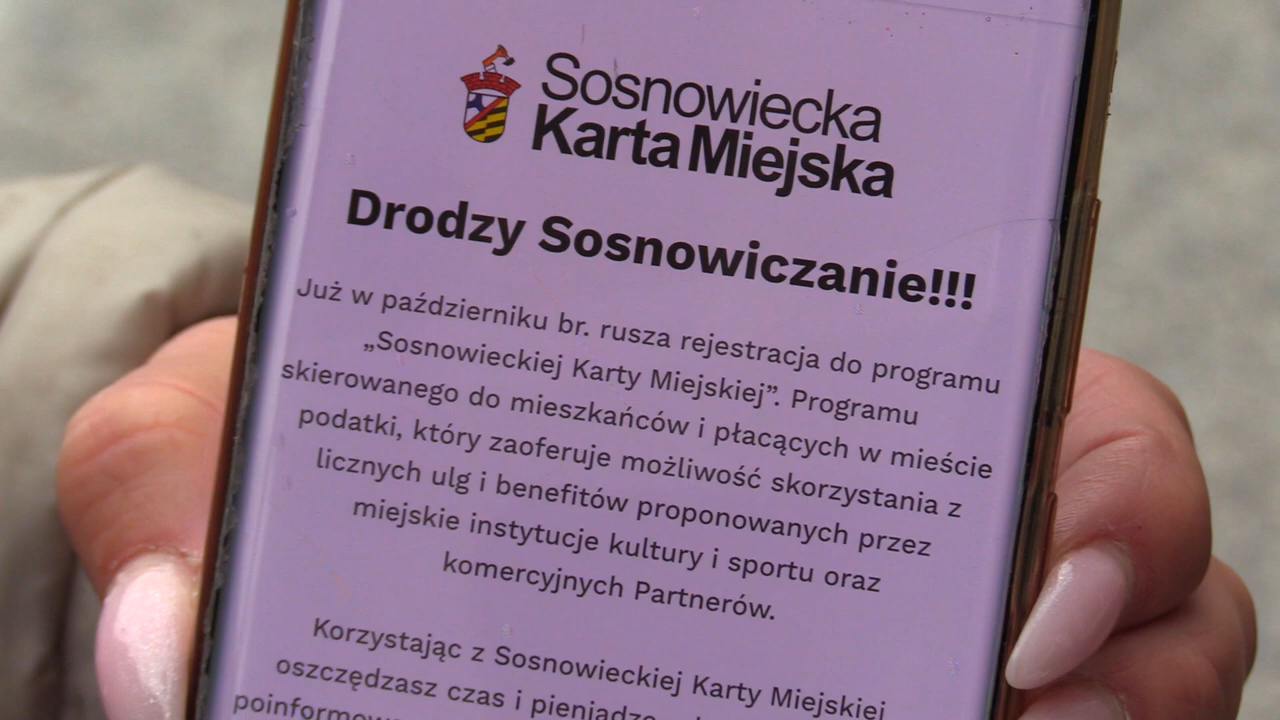 Sosnowiecka
Karta Miejska
Drodzy Sosnowiczanie!!!
Już w październiku br. rusza rejestracja do programu
„Sosnowieckiej Karty Miejskiej”. Programu
skierowanego do mieszkańców i płacących w mieście
podatki, który zaoferuje możliwość skorzystania z
licznych ulg i benefitów proponowanych przez
miejskie instytucje kultury i sportu oraz
komercyjnych Partnerów.
Korzystając z Sosnowieckiej Karty Miejskiej
oszczędzasz czas i pieniądze